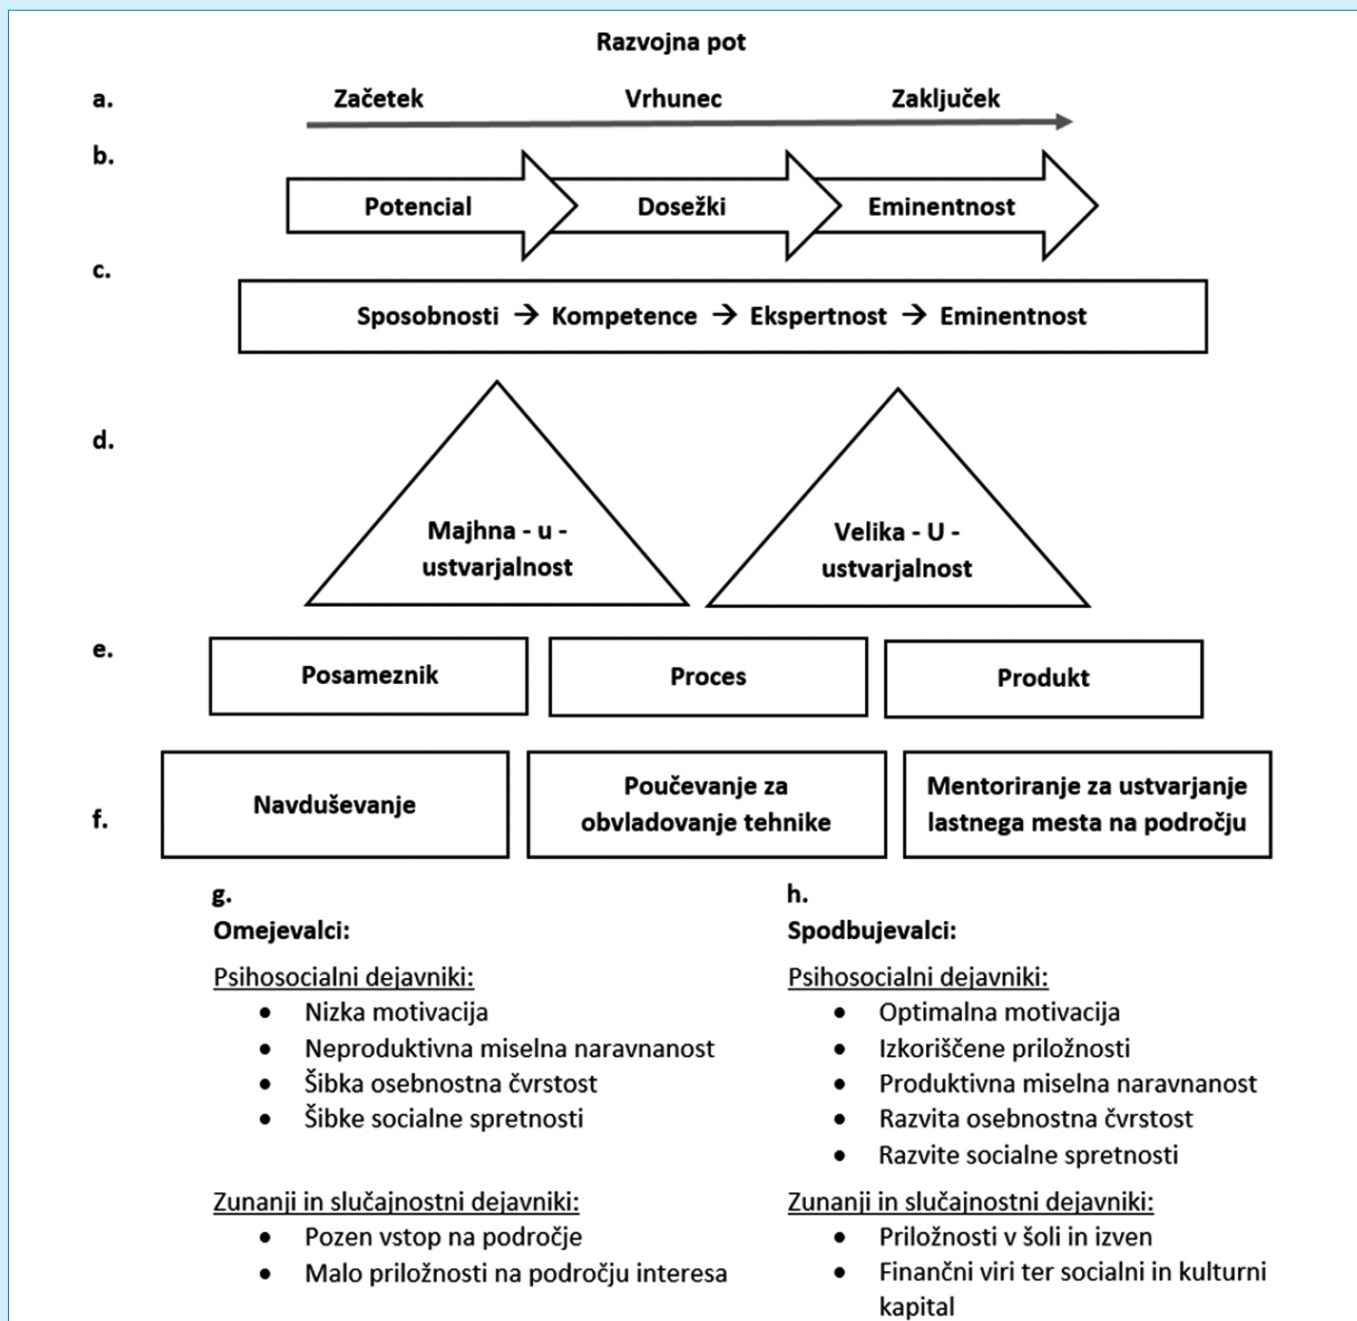 Razvojna pot
a.
Začetek
Vrhunec
Zaključek
b.
Potencial
Dosežki
Eminentnost
c.
Sposobnosti → Kompetence → Ekspertnost → Eminentnost
d.
Majhna - u -
ustvarjalnost
Velika - U -
ustvarjalnost
e.
Posameznik
Proces
Produkt
f.
Navduševanje
Poučevanje za
obvladovanje tehnike
Mentoriranje za ustvarjanje
lastnega mesta na področju
g.
Omejevalci:
Psihosocialni dejavniki:
• Nizka motivacija
• Neproduktivna miselna naravnanost
• Šibka osebnostna čvrstost
• Šibke socialne spretnosti
Zunanji in slučajnostni dejavniki:
• Pozen vstop na področje
• Malo priložnosti na področju interesa
h.
Spodbujevalci:
Psihosocialni dejavniki:
• Optimalna motivacija
• Izkoriščene priložnosti
• Produktivna miselna naravnanost
• Razvita osebnostna čvrstost
• Razvite socialne spretnosti
Zunanji in slučajnostni dejavniki:
• Priložnosti v šoli in izven
• Finančni viri ter socialni in kulturni
kapital